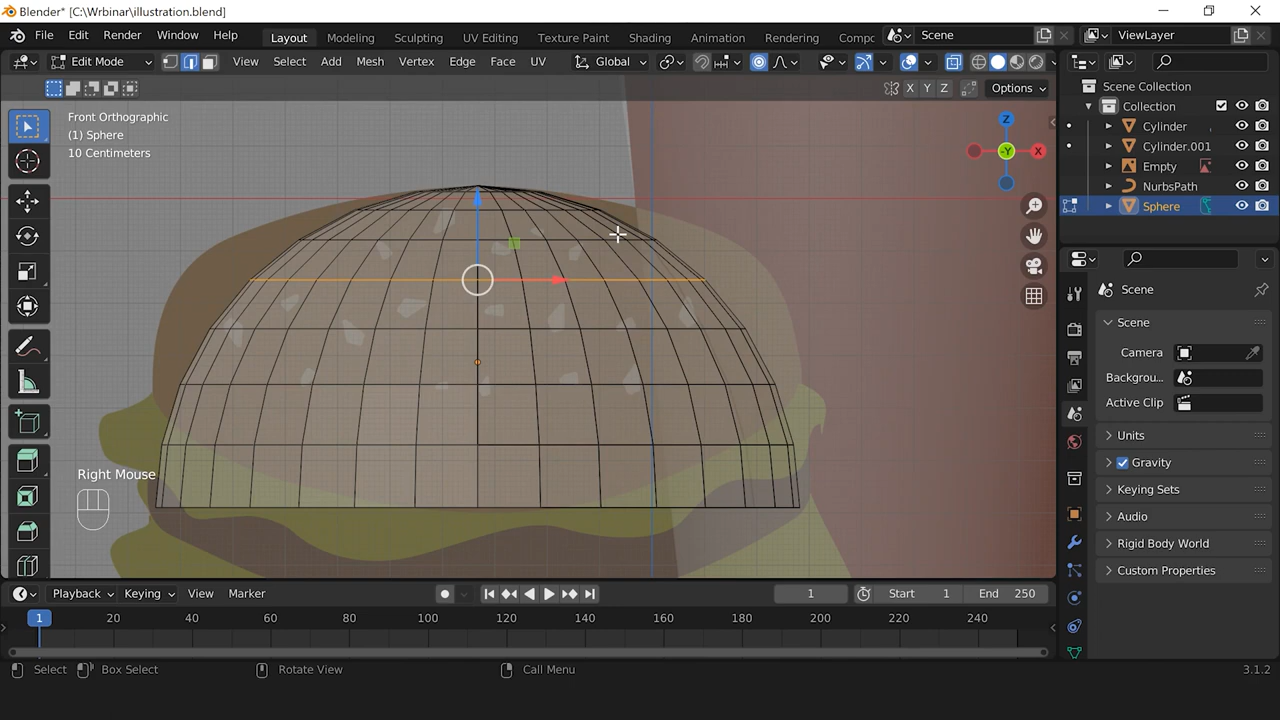 Blender* [C:\Wrbinar\illustration.blend]
File Edit Render Window Help Layout Modeling Sculpting UV Editing Texture Paint Shading Animation Rendering Compc Scene ViewLayer
Edit Mode View Select Add Mesh Vertex Edge Face UV Global
X Y Z Options
Front Orthographic
(1) Sphere
10 Centimeters
Z
-Y X
Right Mouse
Scene Collection
Collection
Cylinder
Cylinder.001
Empty
NurbsPath
Sphere
Scene
Scene
Camera
Backgrou...
Active Clip
Units
Gravity
Keying Sets
Audio
Rigid Body World
Custom Properties
Playback Keying View Marker 1 Start 1 End 250
1 20 40 60 80 100 120 140 160 180 200 220 240
Select Box Select Rotate View Call Menu 3.1.2